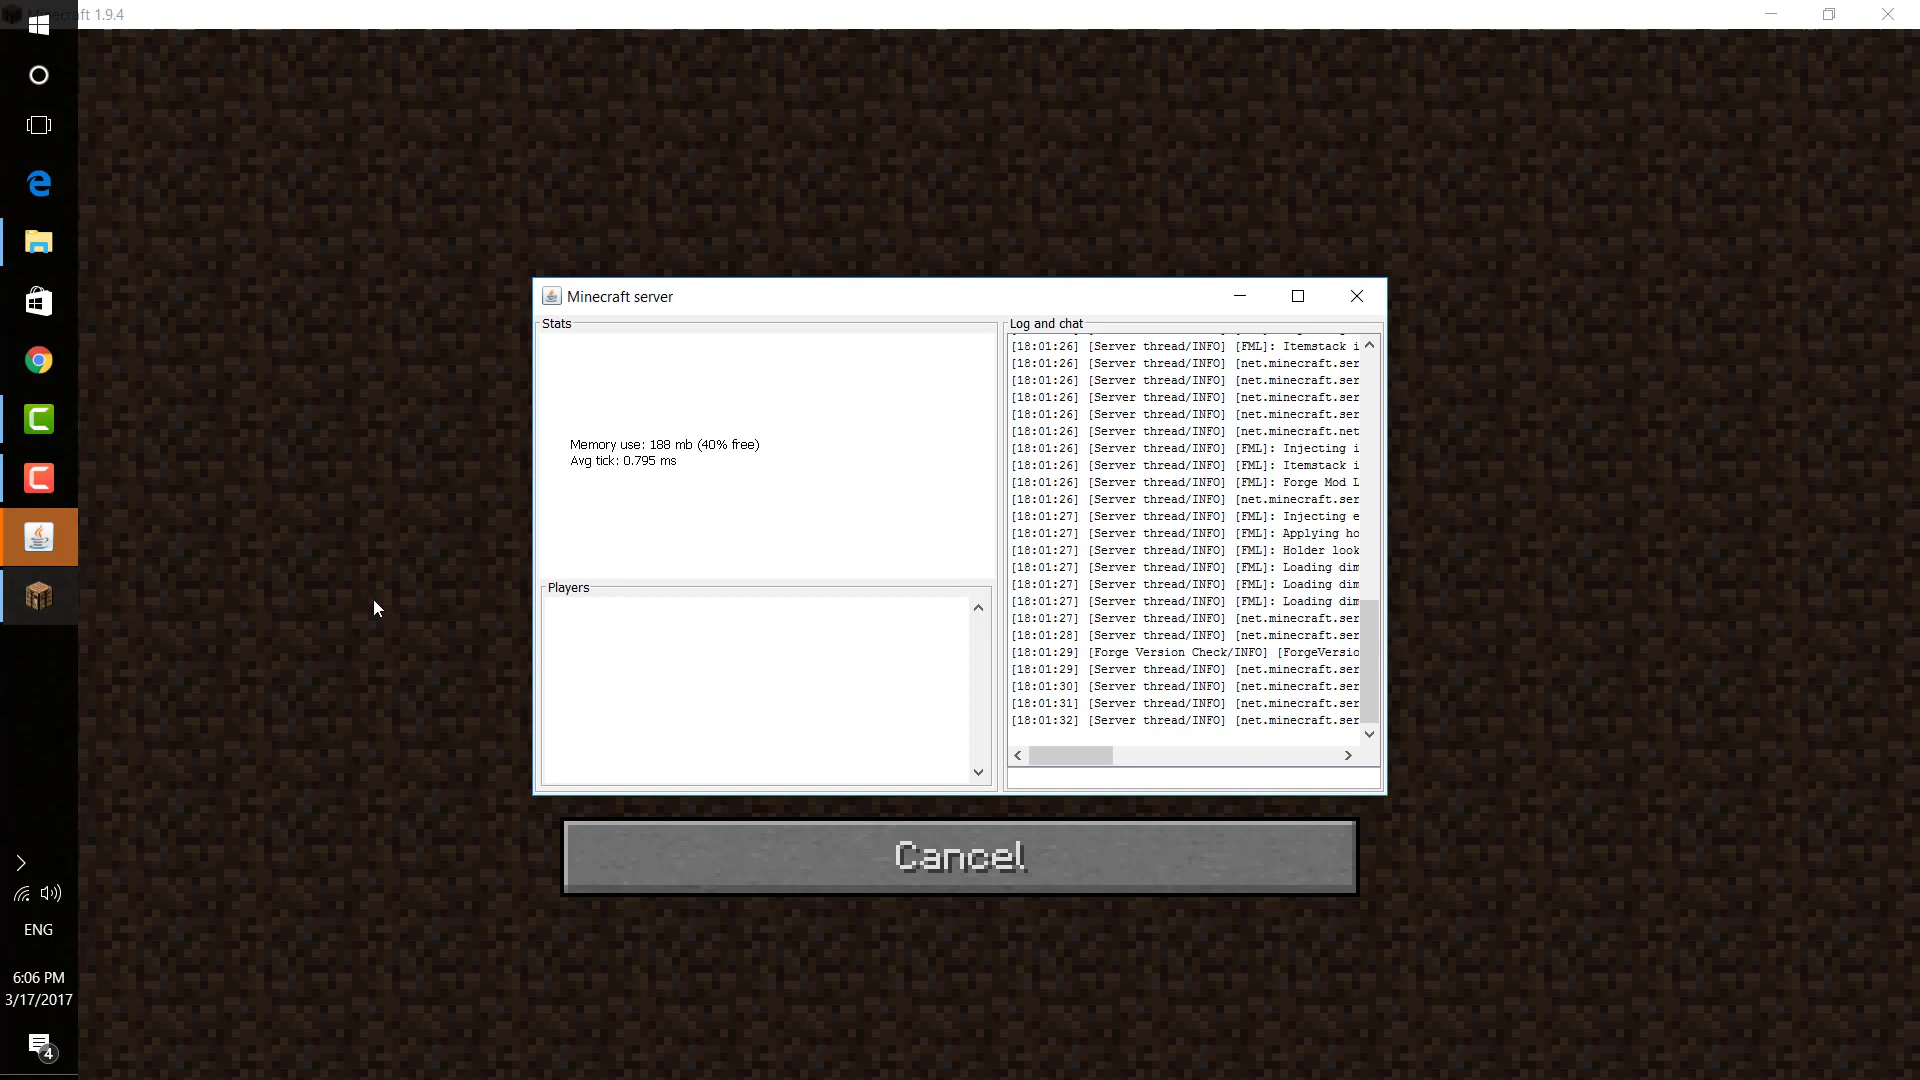 Minecraft 1.9.4
Minecraft server
Stats
Memory use: 188 mb (40% free)
Avg tick: 0.795 ms
Players
Log and chat
[18:01:26] [Server thread/INFO] [FML]: Itemstack i
[18:01:26] [Server thread/INFO] [net.minecraft.ser
[18:01:26] [Server thread/INFO] [net.minecraft.ser
[18:01:26] [Server thread/INFO] [net.minecraft.ser
[18:01:26] [Server thread/INFO] [net.minecraft.ser
[18:01:26] [Server thread/INFO] [net.minecraft.net
[18:01:26] [Server thread/INFO] [FML]: Injecting i
[18:01:26] [Server thread/INFO] [FML]: Itemstack i
[18:01:26] [Server thread/INFO] [FML]: Forge Mod L
[18:01:26] [Server thread/INFO] [net.minecraft.ser
[18:01:27] [Server thread/INFO] [FML]: Injecting e
[18:01:27] [Server thread/INFO] [FML]: Applying ho
[18:01:27] [Server thread/INFO] [FML]: Holder look
[18:01:27] [Server thread/INFO] [FML]: Loading dim
[18:01:27] [Server thread/INFO] [FML]: Loading dim
[18:01:27] [Server thread/INFO] [FML]: Loading dim
[18:01:27] [Server thread/INFO] [net.minecraft.ser
[18:01:28] [Server thread/INFO] [net.minecraft.ser
[18:01:29] [Forge Version Check/INFO] [ForgeVersio
[18:01:29] [Server thread/INFO] [net.minecraft.ser
[18:01:30] [Server thread/INFO] [net.minecraft.ser
[18:01:31] [Server thread/INFO] [net.minecraft.ser
[18:01:32] [Server thread/INFO] [net.minecraft.ser
Cancel
ENG
6:06 PM
3/17/2017
4